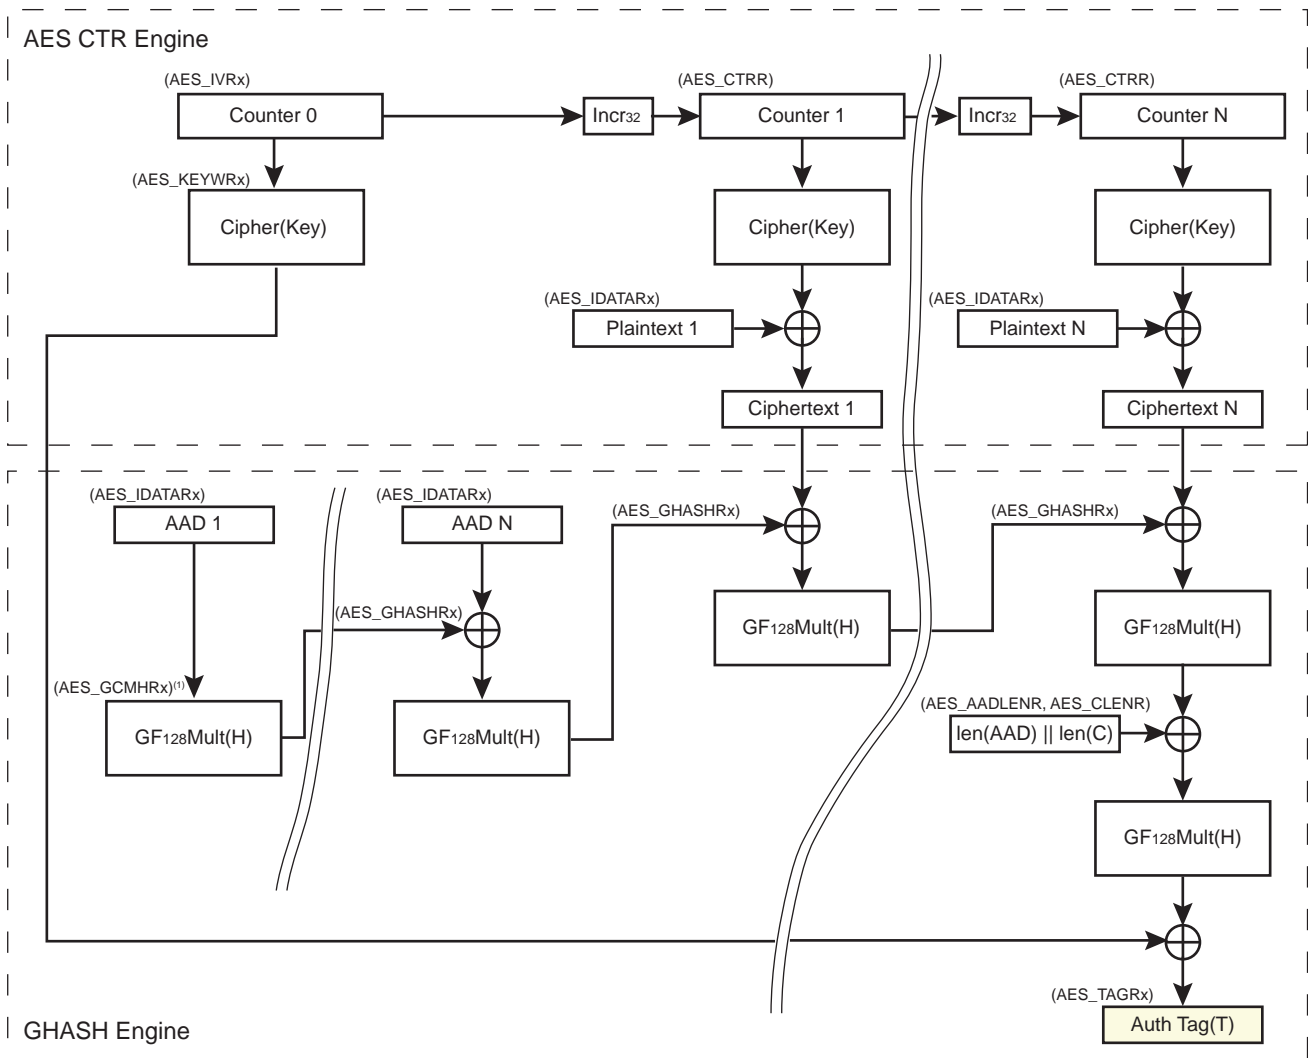 AES CTR Engine
(AES_IVRx)
(AES_CTRR)
(AES_CTRR)
Counter 0
Incr32
Counter 1
Incr32
Counter N
(AES_KEYWRx)
Cipher(Key)
Cipher(Key)
Cipher(Key)
(AES_IDATARx)
(AES_IDATARx)
Plaintext 1
Plaintext N
Ciphertext 1
Ciphertext N
(AES_IDATARx)
(AES_IDATARx)
(AES_GHASHRx)
(AES_GHASHRx)
AAD 1
AAD N
(AES_GHASHRx)
GF128Mult(H)
GF128Mult(H)
(AES_GCMHRx)(1)
(AES_AADLENR, AES_CLENR)
GF128Mult(H)
GF128Mult(H)
len(AAD) || len(C)
GF128Mult(H)
(AES_TAGRx)
Auth Tag(T)
GHASH Engine